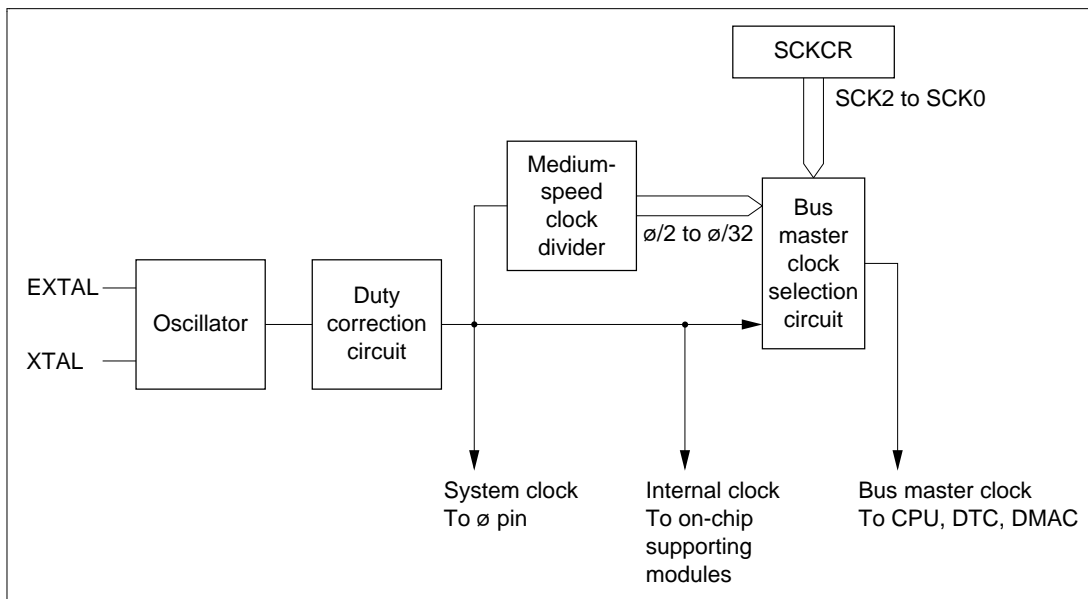 SCKCR
SCK2 to SCK0
Medium-
speed
clock
divider
ø/2 to ø/32
Bus
master
clock
selection
circuit
EXTAL
XTAL
Oscillator
Duty
correction
circuit
System clock
To ø pin
Internal clock
To on-chip
supporting
modules
Bus master clock
To CPU, DTC, DMAC